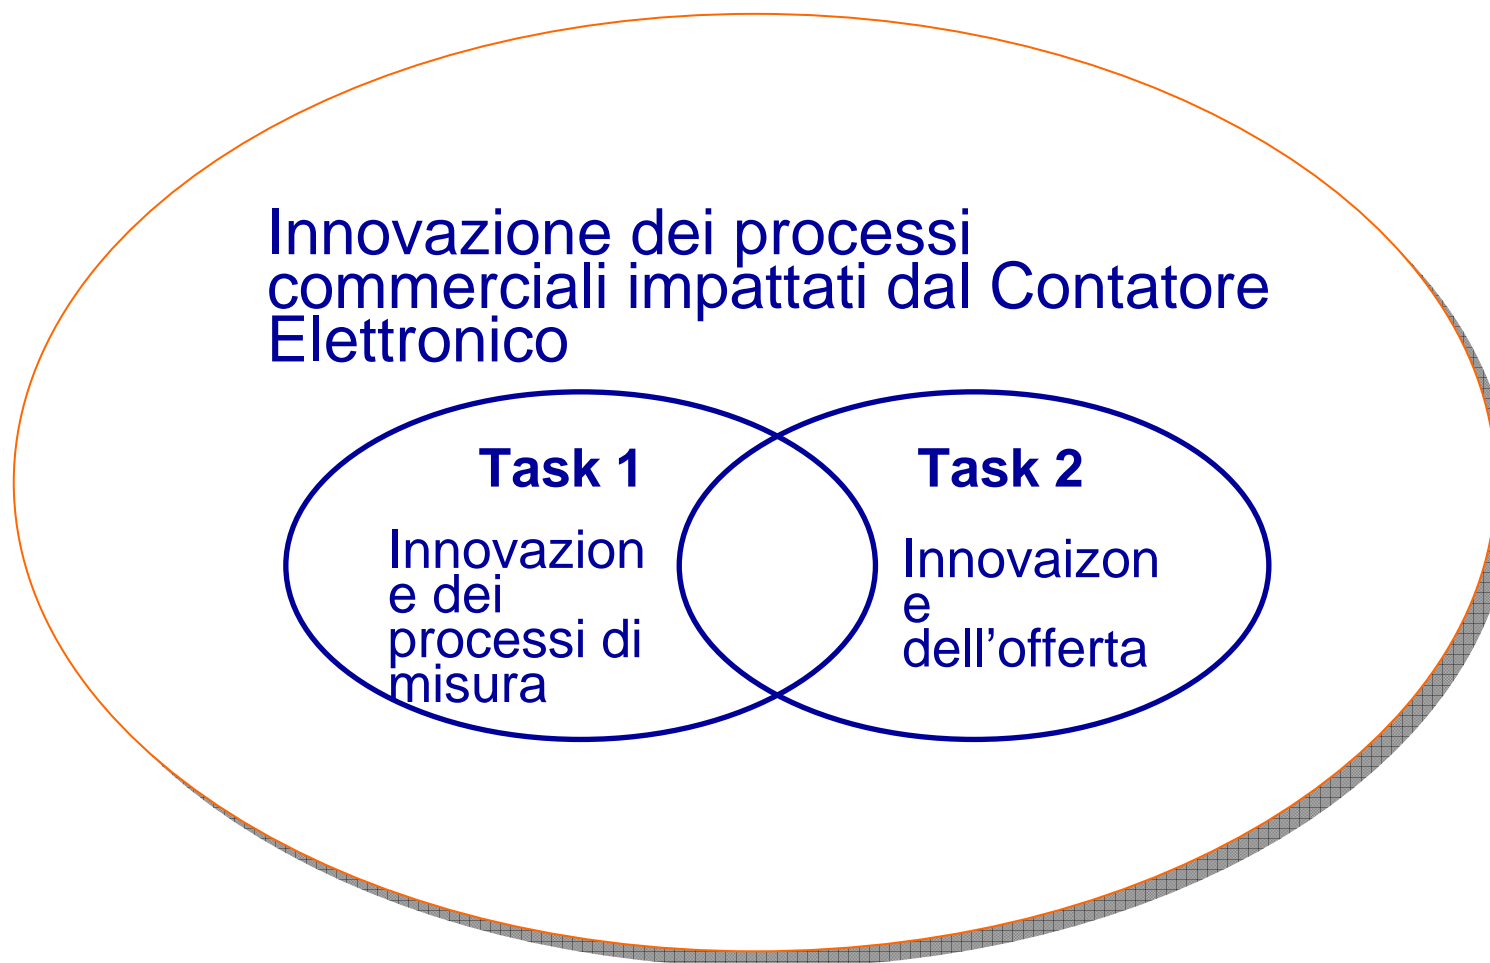 Innovazione dei processi
commerciali impattati dal Contatore
Elettronico
Task 1
Innovazion
e dei
processi di
misura
Task 2
Innovaizon
e
dell’offerta